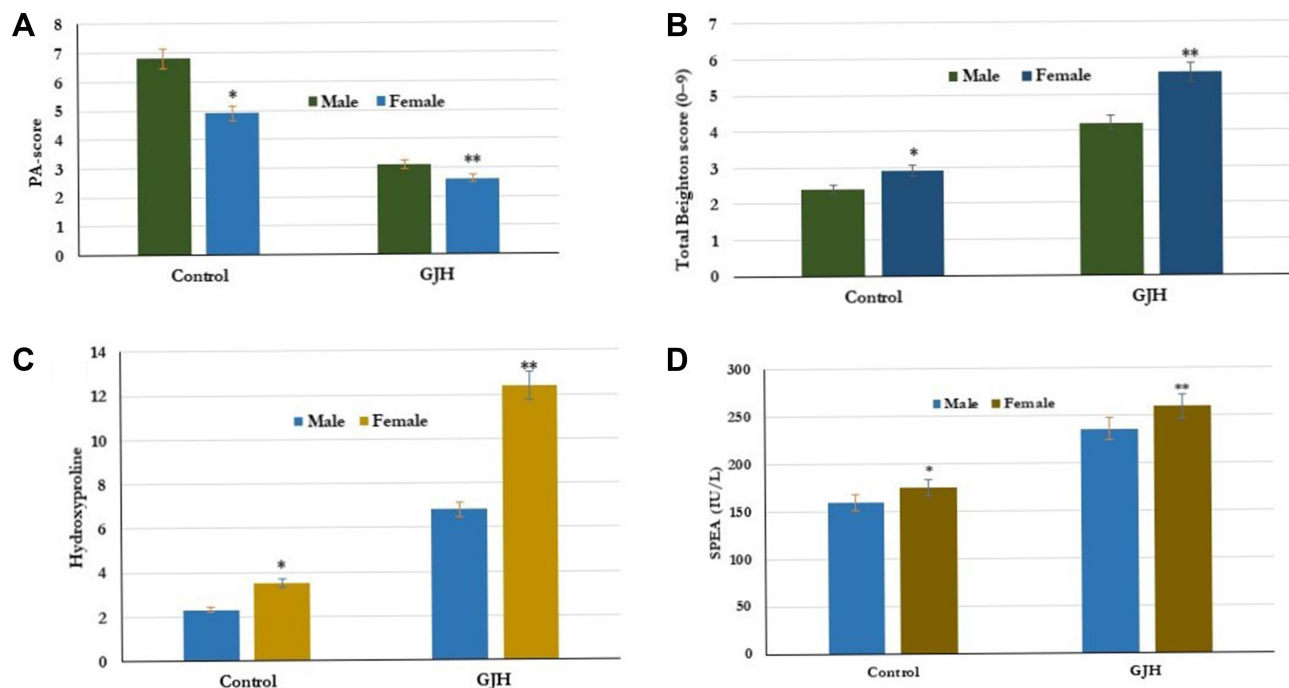 A
PA-score
8
7
6
5
4
3
2
1
0
*
**
Male Female
Control GJH
B
Total Beighton score (0–9)
7
6
5
4
3
2
1
0
*
**
Male Female
Control GJH
C
Hydroxyproline
14
12
10
8
6
4
2
0
*
**
Male Female
Control GJH
D
SPEA (IU/L)
300
250
200
150
100
50
0
*
**
Male Female
Control GJH